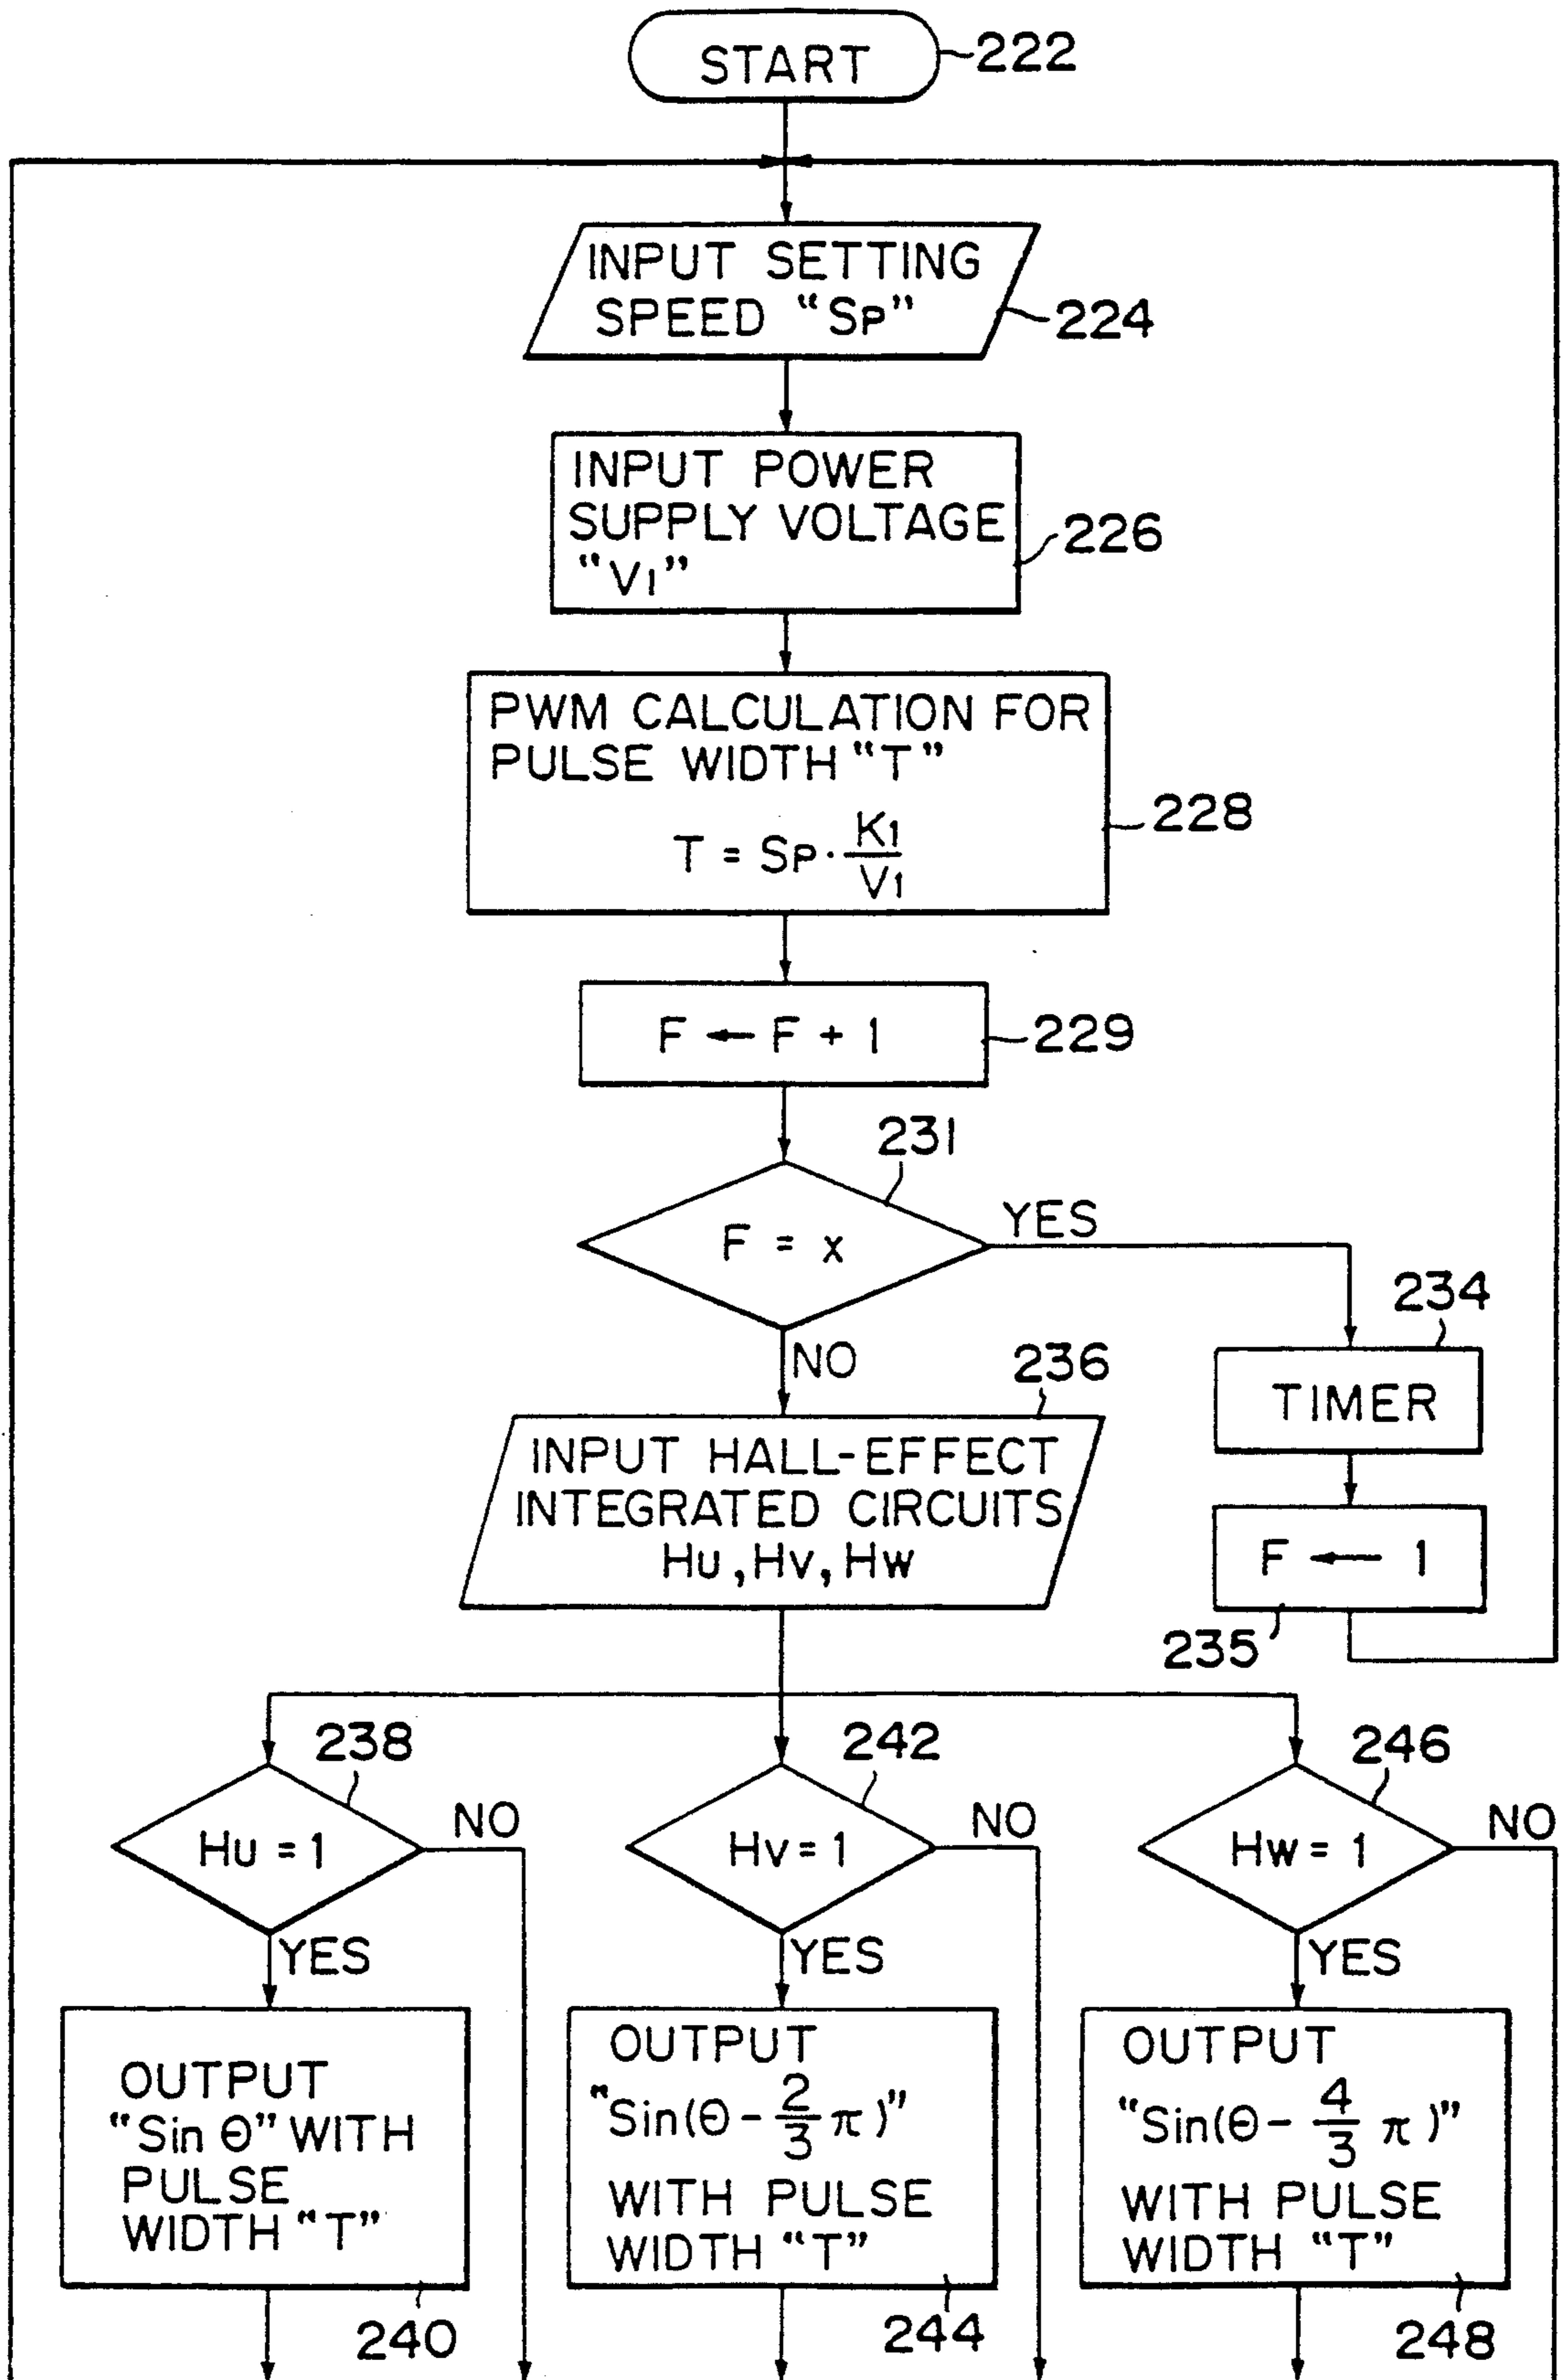 START
222
INPUT SETTING
SPEED “Sp”
224
INPUT POWER
SUPPLY VOLTAGE
“V1”
226
PWM CALCULATION FOR
PULSE WIDTH “T”
T = Sp · K1/V1
228
F ← F + 1
229
231
F = x
YES
NO
234
TIMER
236
INPUT HALL-EFFECT
INTEGRATED CIRCUITS
Hu, Hv, Hw
F ← 1
235
238
Hu = 1
NO
YES
242
Hv = 1
NO
YES
246
Hw = 1
NO
YES
OUTPUT
“Sin θ” WITH
PULSE
WIDTH “T”
240
OUTPUT
“Sin(θ - 2/3 π)”
WITH PULSE
WIDTH “T”
244
OUTPUT
“Sin(θ - 4/3 π)”
WITH PULSE
WIDTH “T”
248